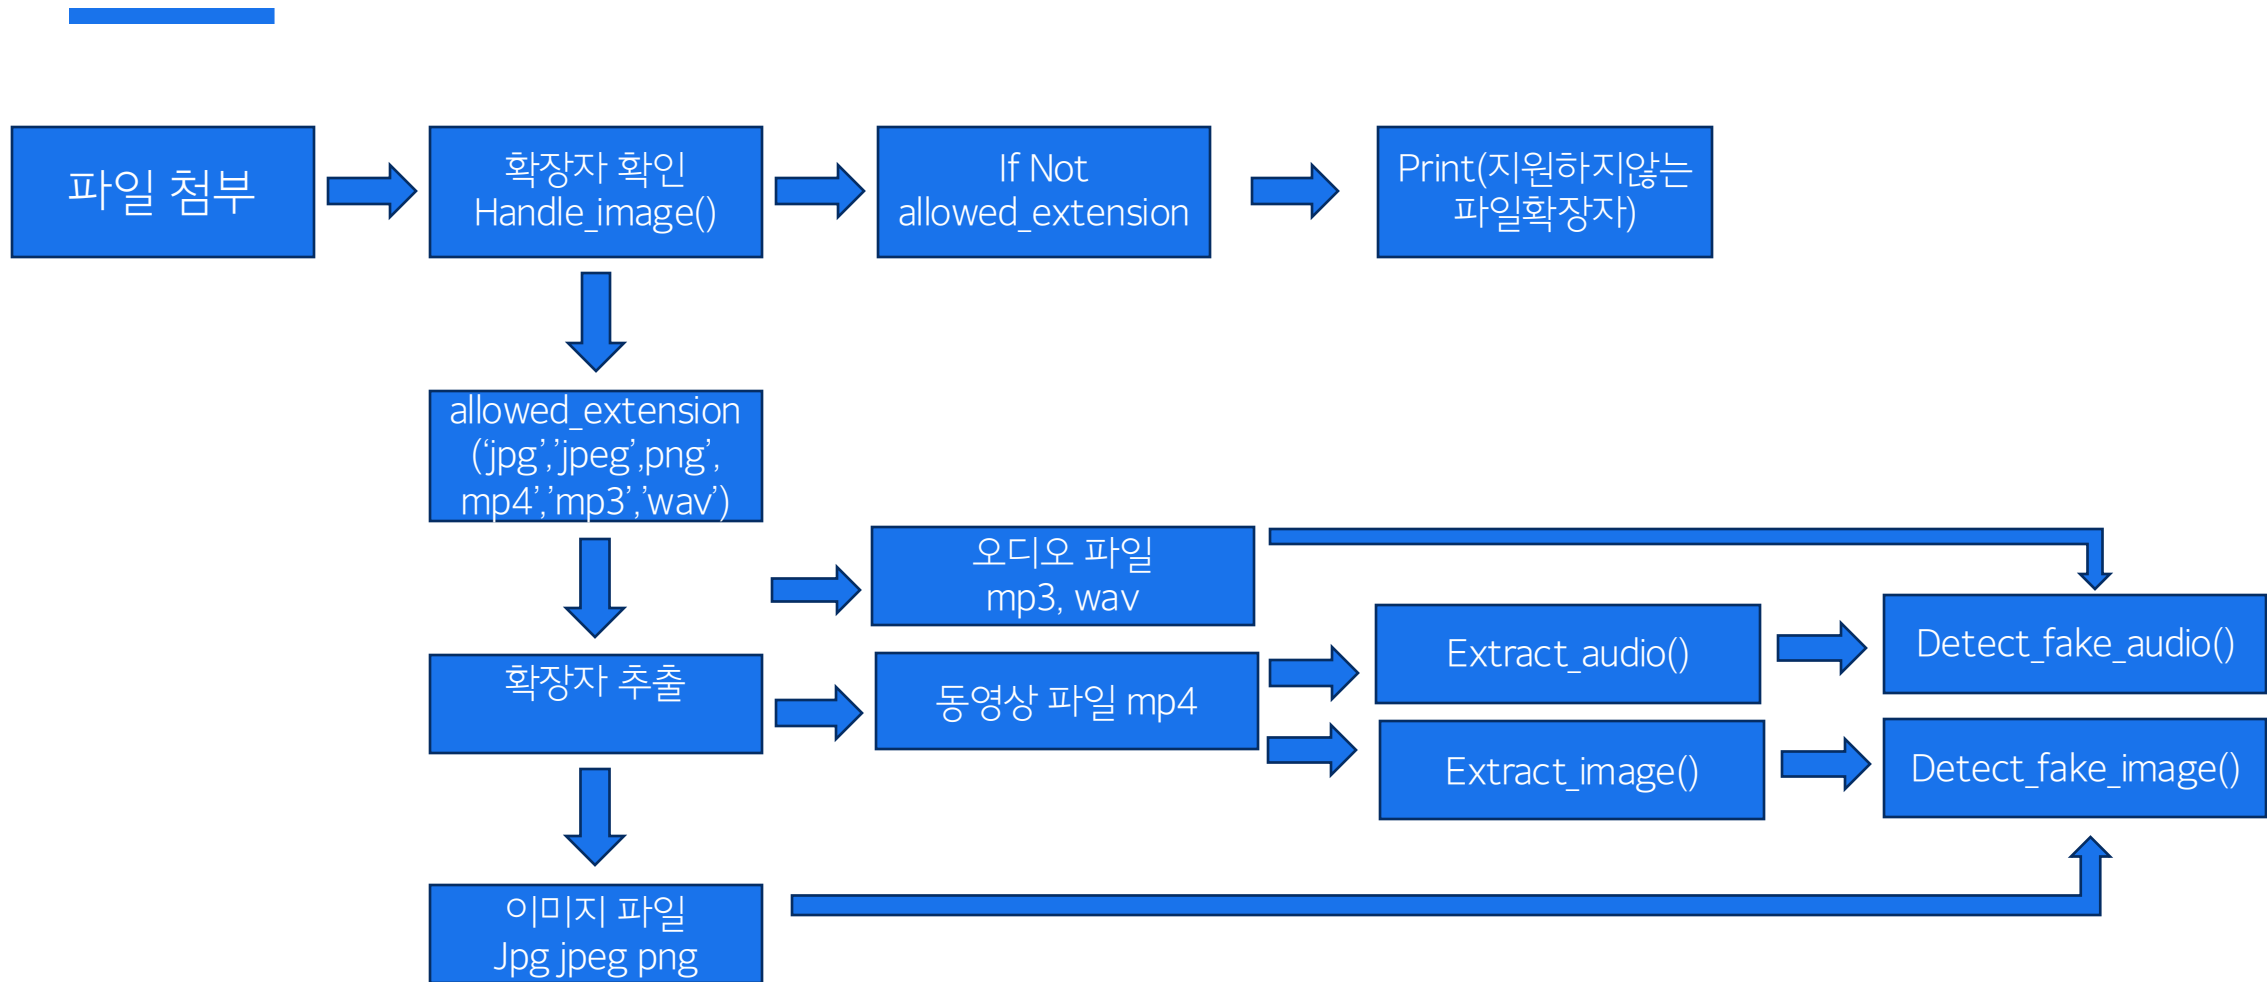 파일 첨부
확장자 확인
Handle_image()
If Not
allowed_extension
Print(지원하지않는
파일확장자)
allowed_extension
(‘jpg’,’jpeg’,png’,
mp4’,’mp3’,’wav’)
오디오 파일
mp3, wav
확장자 추출
동영상 파일 mp4
Extract_audio()
Detect_fake_audio()
Extract_image()
Detect_fake_image()
이미지 파일
Jpg jpeg png